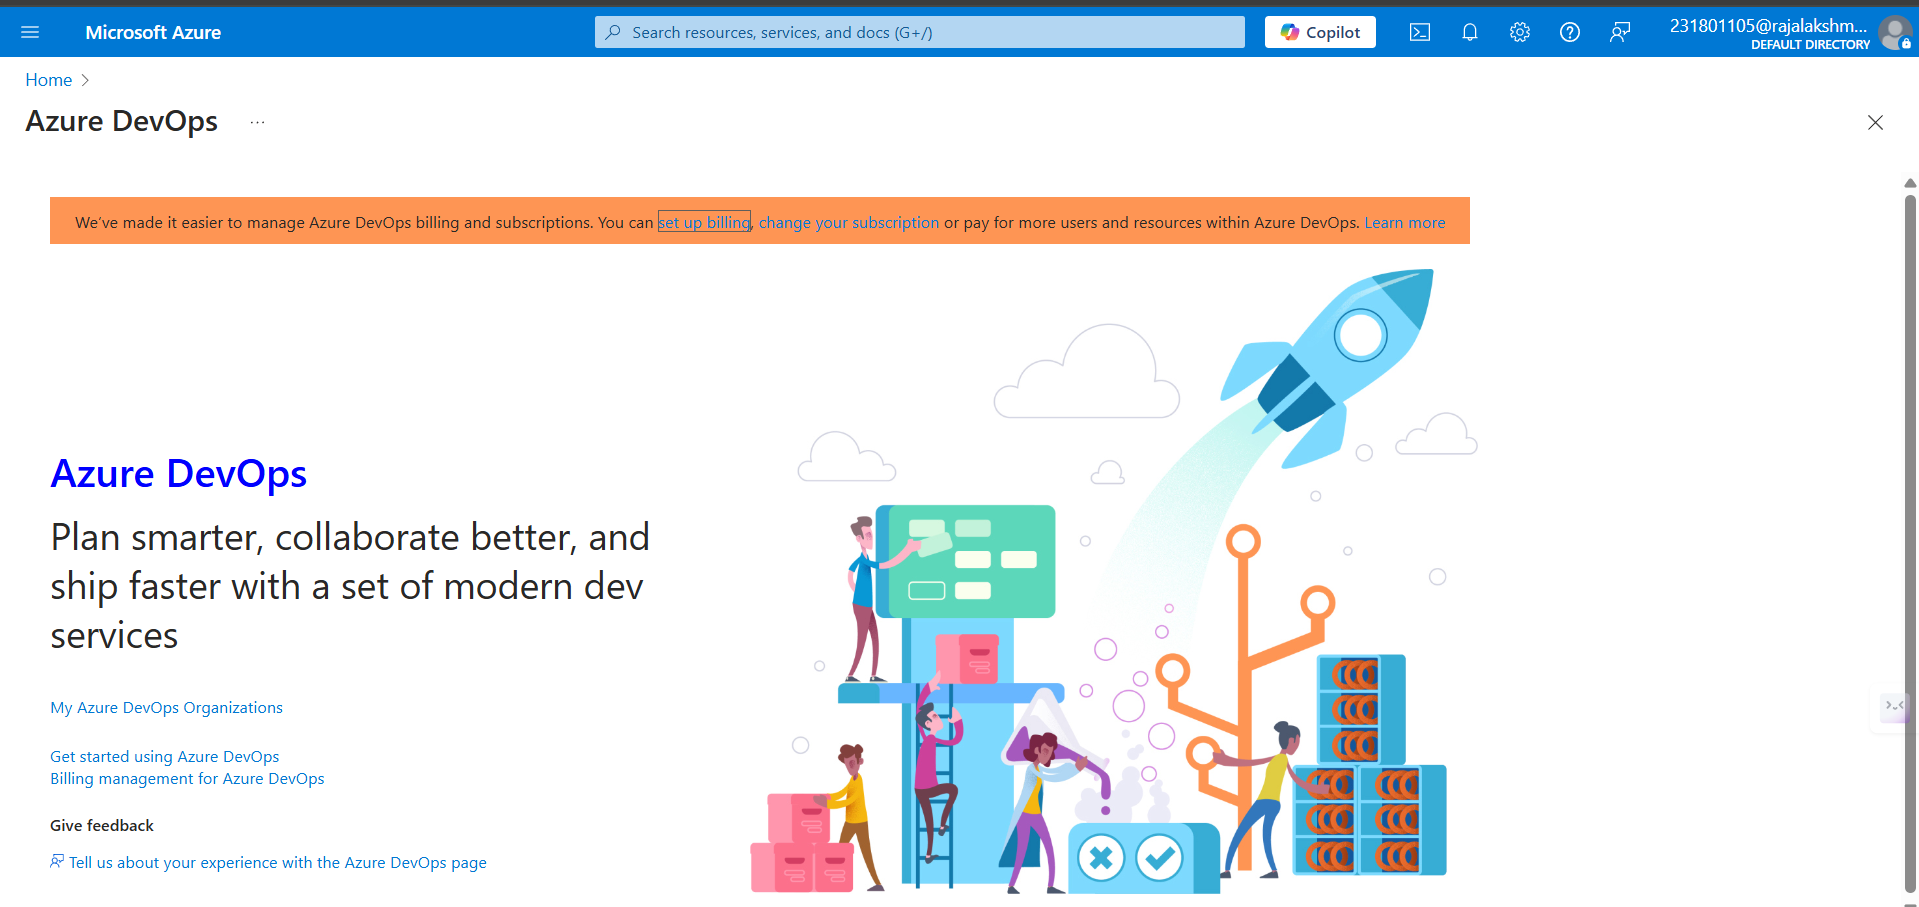 Microsoft Azure
Search resources, services, and docs (G+/)
Copilot
231801105@rajalakshm...
DEFAULT DIRECTORY
Home
Azure DevOps
...
We've made it easier to manage Azure DevOps billing and subscriptions. You can set up billing, change your subscription or pay for more users and resources within Azure DevOps. Learn more
Azure DevOps
Plan smarter, collaborate better, and
ship faster with a set of modern dev
services
My Azure DevOps Organizations
Get started using Azure DevOps
Billing management for Azure DevOps
Give feedback
Tell us about your experience with the Azure DevOps page